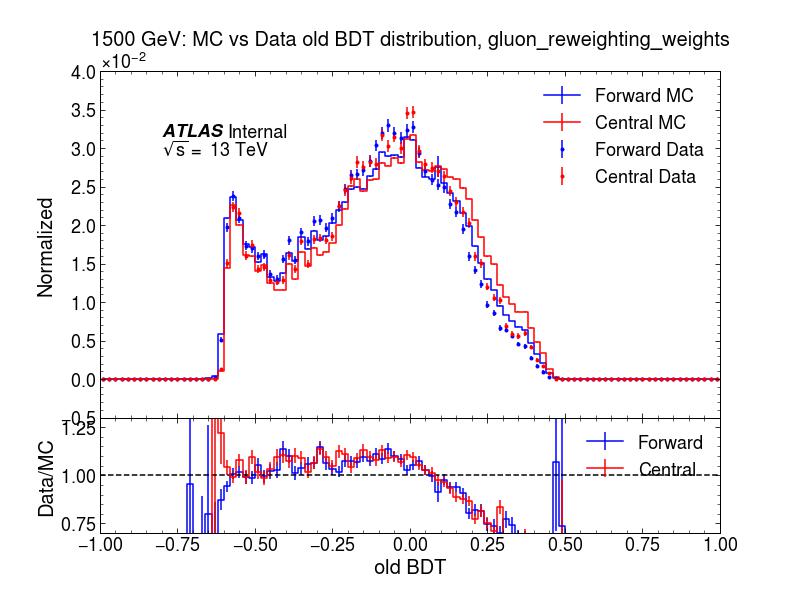 1500 GeV: MC vs Data old BDT distribution, gluon_reweighting_weights
×10⁻²
4.0
3.5
3.0
2.5
2.0
1.5
1.0
0.5
0.0
−0.5
Normalized
ATLAS Internal
√s = 13 TeV
Forward MC
Central MC
Forward Data
Central Data
1.25
1.00
0.75
Data/MC
Forward
Central
−1.00 −0.75 −0.50 −0.25 0.00 0.25 0.50 0.75 1.00
old BDT